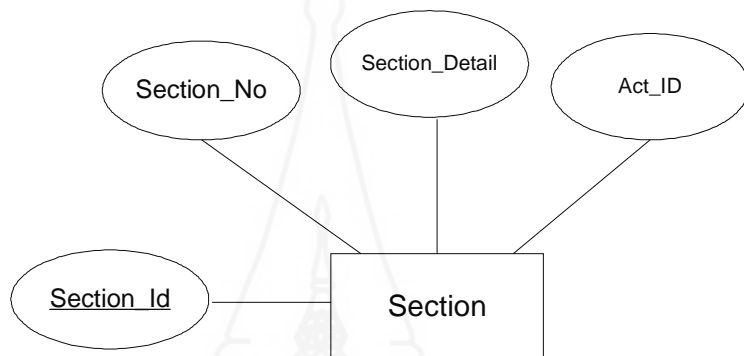 Section_Detail
Section_No
Act_ID
Section_Id
Section